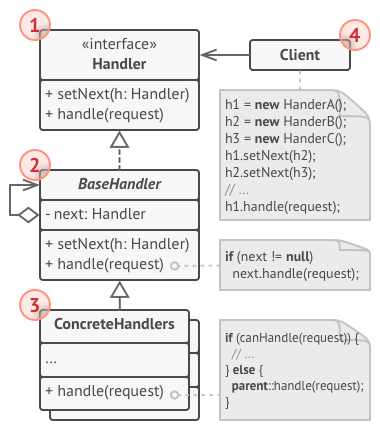 1
«interface»
Handler
+ setNext(h: Handler)
+ handle(request)
4
Client
h1 = new HanderA();
h2 = new HanderB();
h3 = new HanderC();
h1.setNext(h2);
h2.setNext(h3);
// ...
h1.handle(request);
2
BaseHandler
- next: Handler
+ setNext(h: Handler)
+ handle(request)
if (next != null)
next.handle(request);
3
ConcreteHandlers
...
+ handle(request)
if (canHandle(request)) {
// ...
} else {
parent::handle(request);
}